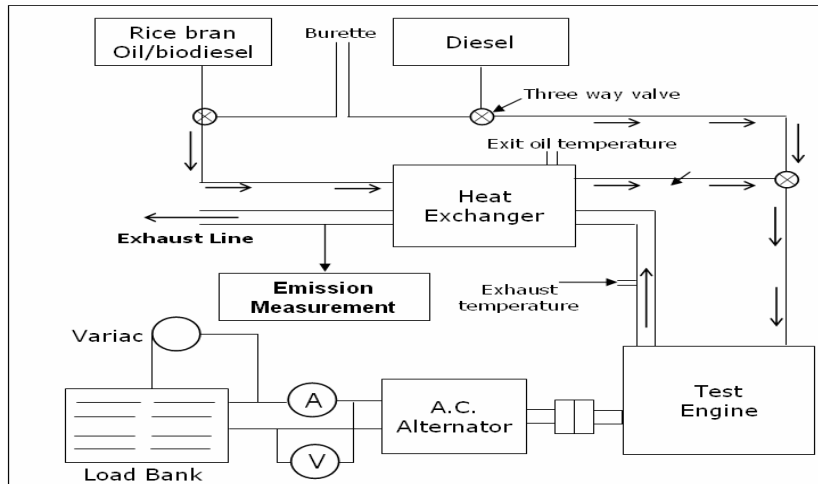 Rice bran
Oil/biodiesel
Burette
Diesel
Three way valve
Exit oil temperature
Heat
Exchanger
Exhaust Line
Emission
Measurement
Exhaust
temperature
Variac
A
A.C.
Alternator
Test
Engine
V
Load Bank